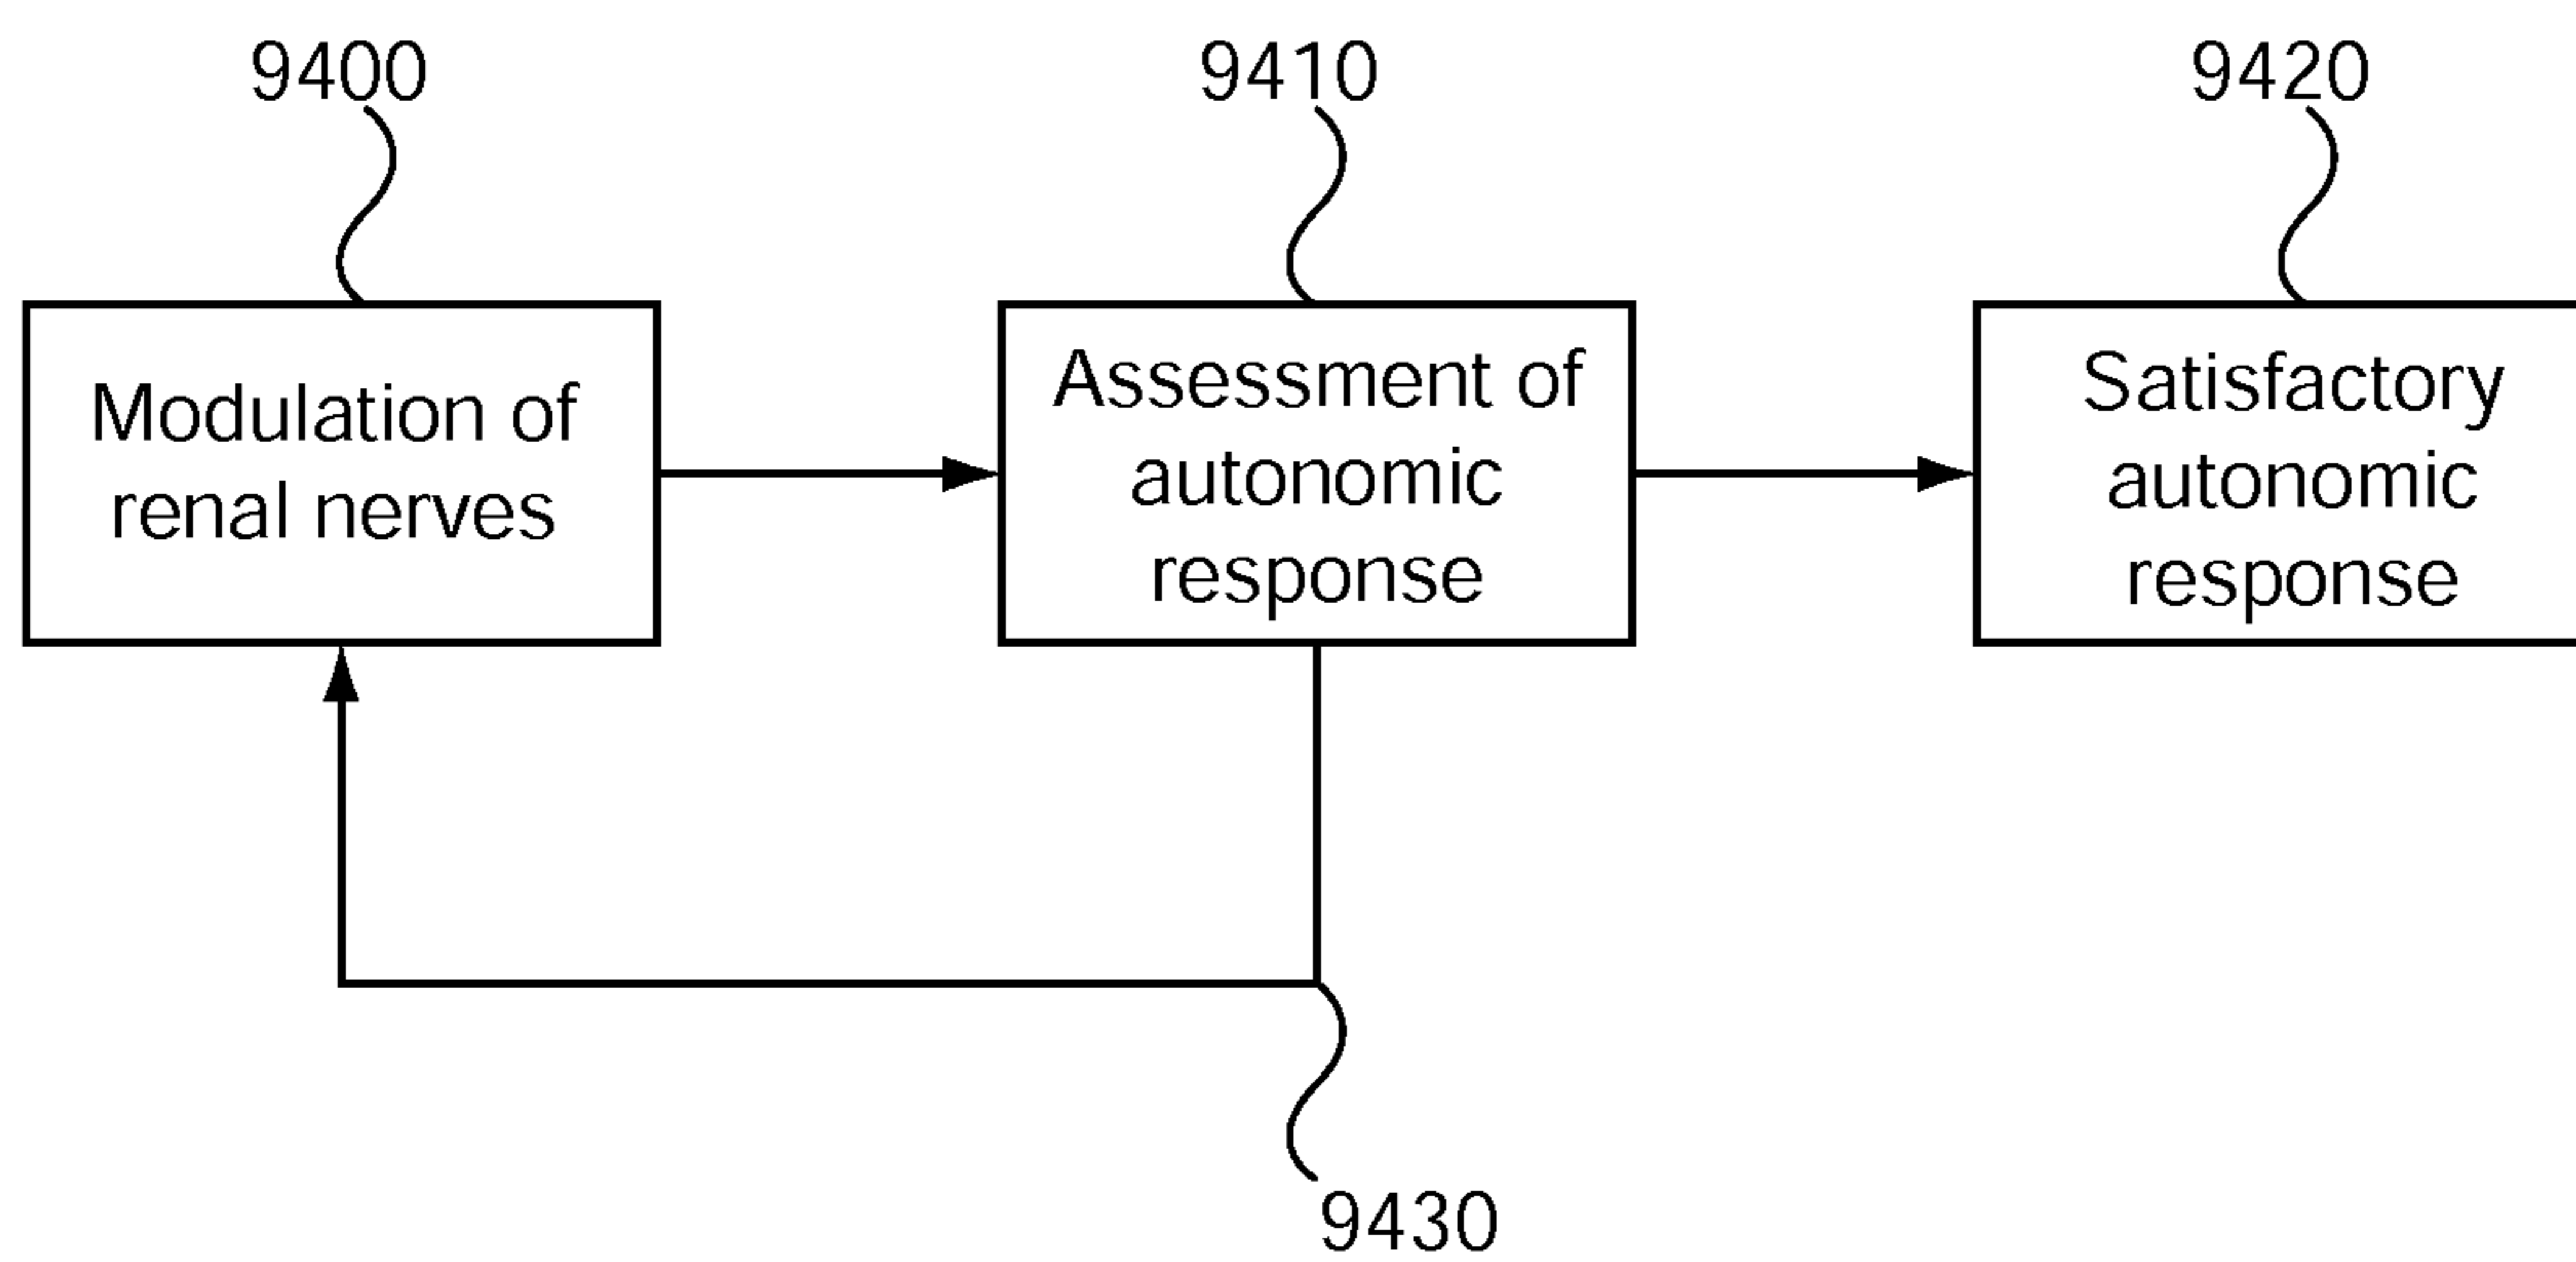 9400
9410
9420
Modulation of
renal nerves
Assessment of
autonomic
response
Satisfactory
autonomic
response
9430